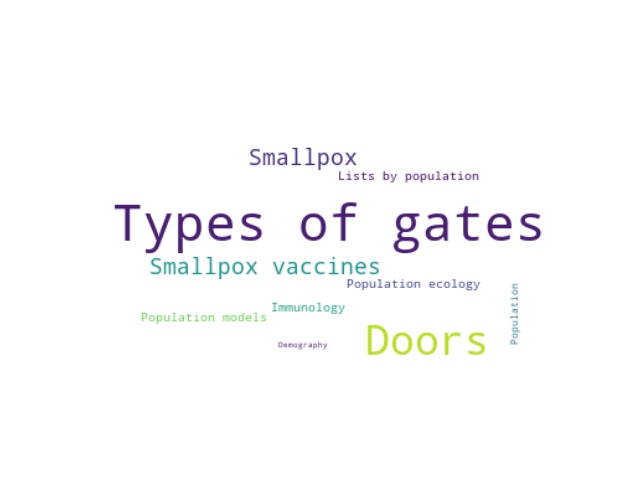 Smallpox
Lists by population
Types of gates
Smallpox vaccines
Population ecology
Immunology
Population models
Population
Doors
Demography